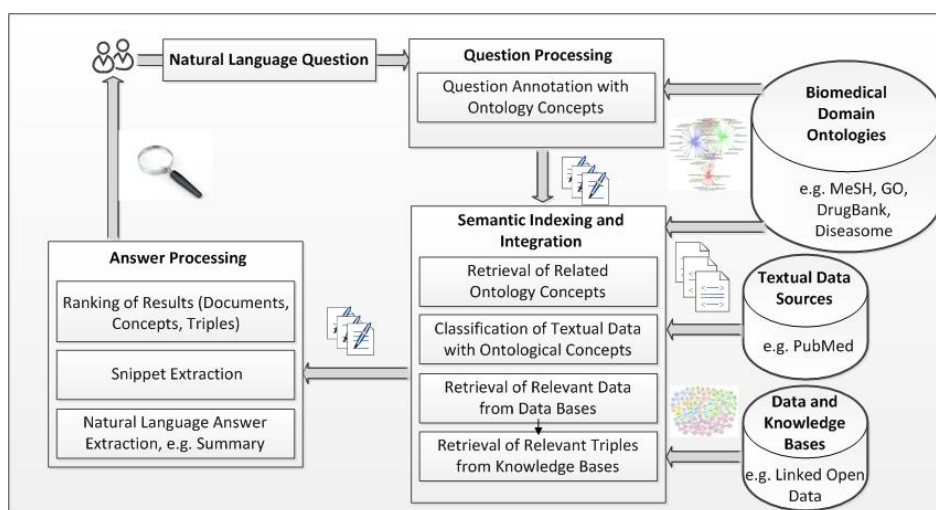 Natural Language Question
Question Processing
Question Annotation with
Ontology Concepts
Biomedical
Domain
Ontologies
e.g. MeSH, GO,
DrugBank,
Diseasome
Semantic Indexing and
Integration
Retrieval of Related
Ontology Concepts
Classification of Textual Data
with Ontological Concepts
Retrieval of Relevant Data
from Data Bases
Retrieval of Relevant Triples
from Knowledge Bases
Textual Data
Sources
e.g. PubMed
Data and
Knowledge
Bases
e.g. Linked Open
Data
Answer Processing
Ranking of Results (Documents,
Concepts, Triples)
Snippet Extraction
Natural Language Answer
Extraction, e.g. Summary